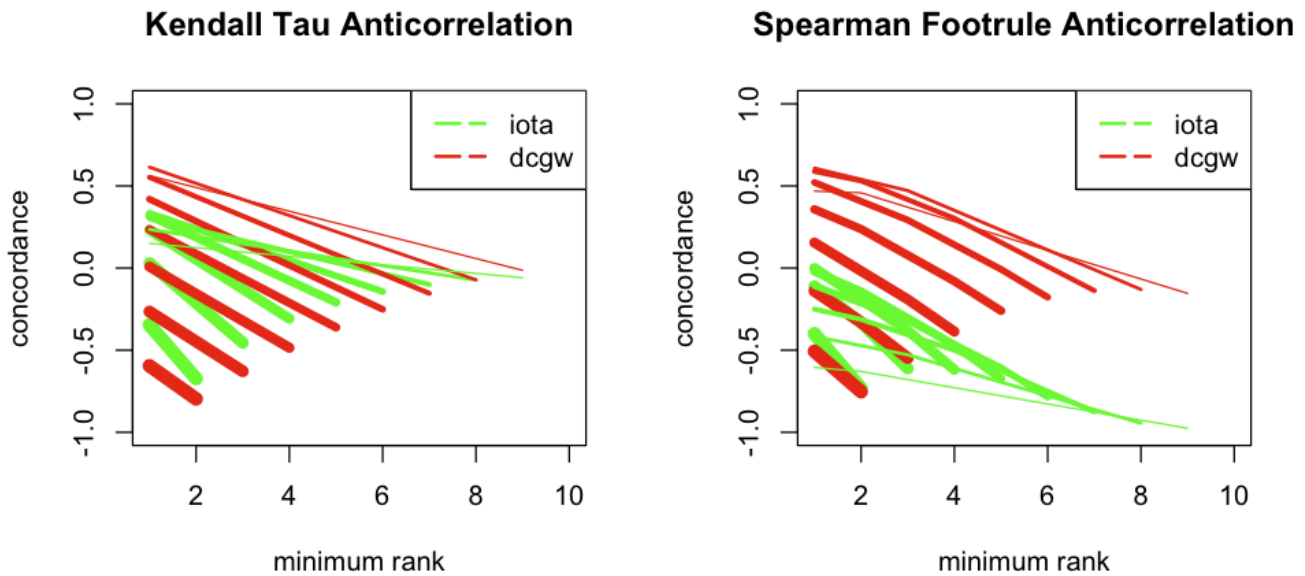 Kendall Tau Anticorrelation
concordance
1.0
0.5
0.0
-0.5
-1.0
iota
dcgw
2 4 6 8 10
minimum rank
Spearman Footrule Anticorrelation
concordance
1.0
0.5
0.0
-0.5
-1.0
iota
dcgw
2 4 6 8 10
minimum rank